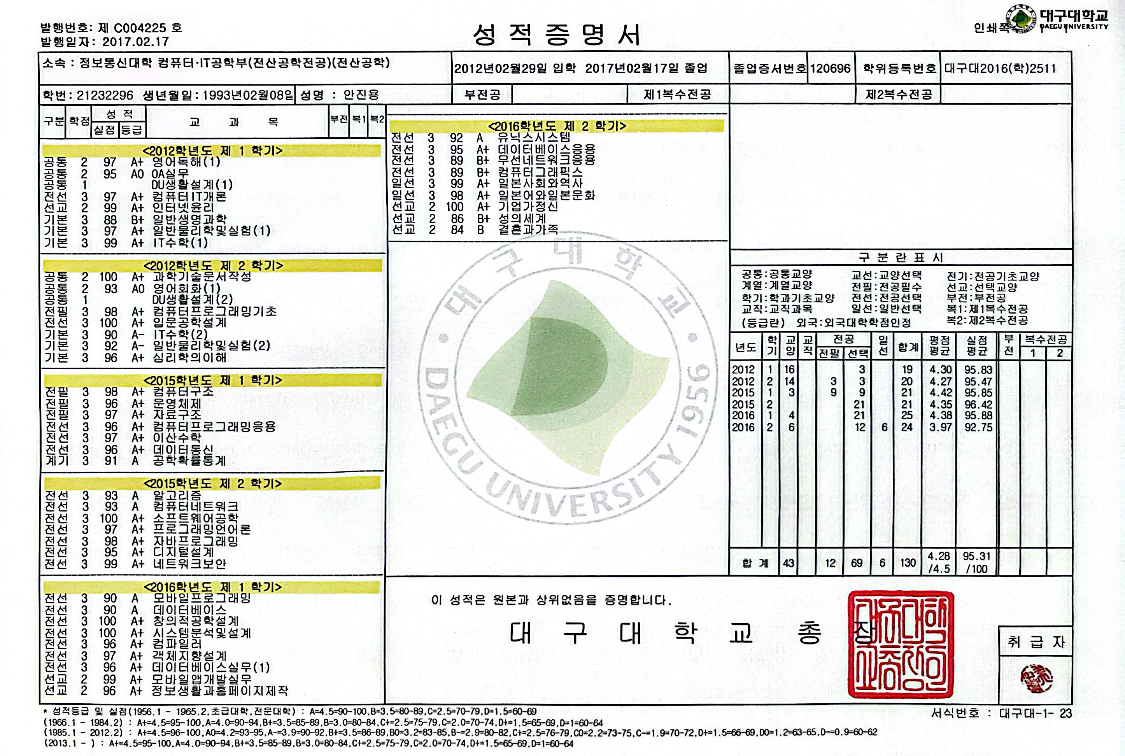 발행번호: 제 C004225 호
발행일자: 2017.02.17
성적증명서
인쇄쪽
대구대학교
DAEGU UNIVERSITY
소속 : 정보통신대학 컴퓨터·IT공학부(전산공학전공)(전산공학)
2012년02월29일 입학 2017년02월17일 졸업
졸업증서번호 120696 학위등록번호 대구대2016(학)2511
학번: 21232296 생년월일: 1993년02월08일 성명 : 안진용
부전공 제1복수전공 제2복수전공
구분 학점 성 적 교 과 목 부전 복1 복2
실점 등급
<2012학년도 제 1 학기>
공통 2 97 A+ 영어독해(1)
공통 2 95 A0 OA실무
공통 1 DU생활설계(1)
전선 3 97 A+ 컴퓨터IT개론
선교 2 99 A+ 인터넷윤리
기본 3 88 B+ 일반생명과학
기본 3 97 A+ 일반물리학및실험(1)
기본 3 99 A+ IT수학(1)
<2012학년도 제 2 학기>
공통 2 100 A+ 과학기술문서작성
공통 2 93 A0 영어회화(1)
공통 1 DU생활설계(2)
전필 3 98 A+ 컴퓨터프로그래밍기초
전선 3 100 A+ 입문공학설계
기본 3 90 A- IT수학(2)
기본 3 92 A- 일반물리학및실험(2)
기본 3 96 A+ 심리학의이해
<2015학년도 제 1 학기>
전필 3 98 A+ 컴퓨터구조
전필 3 96 A+ 운영체제
전필 3 97 A+ 자료구조
전선 3 96 A+ 컴퓨터프로그래밍응용
전선 3 97 A+ 이산수학
전선 3 96 A+ 데이터통신
계기 3 91 A 공학확률통계
<2015학년도 제 2 학기>
전선 3 93 A 알고리즘
전선 3 93 A 컴퓨터네트워크
전선 3 100 A+ 소프트웨어공학
전선 3 97 A+ 프로그래밍언어론
전선 3 98 A+ 자바프로그래밍
전선 3 95 A+ 디지털설계
전선 3 99 A+ 네트워크보안
<2016학년도 제 1 학기>
전선 3 90 A 모바일프로그래밍
전선 3 90 A 데이터베이스
전선 3 100 A+ 창의적공학설계
전선 3 100 A+ 시스템분석및설계
전선 3 96 A+ 컴파일러
전선 3 97 A+ 객체지향설계
전선 3 96 A+ 데이터베이스실무(1)
선교 2 99 A+ 모바일앱개발실무
선교 2 96 A+ 정보생활과홈페이지제작
<2016학년도 제 2 학기>
전선 3 92 A 유닉스시스템
전선 3 95 A+ 데이터베이스응용
전선 3 89 B+ 무선네트워크응용
전선 3 89 B+ 컴퓨터그래픽스
일선 3 99 A+ 일본사회와역사
일선 3 98 A+ 일본어와일본문화
선교 2 100 A+ 기업가정신
선교 2 86 B+ 성의세계
선교 2 84 B 결혼과가족
대구대학교
DAEGU UNIVERSITY 1956
구 분 란 표 시
공통:공통교양 교선:교양선택 전기:전공기초교양
계열:계열교양 전필:전공필수 선교:선택교양
학기:학과기초교양 전선:전공선택 부전:부전공
교직:교직과목 일선:일반선택 복1:제1복수전공
(등급란) 외국:외국대학학점인정 복2:제2복수전공
년도 학기 교양 교직 전공 일선 합계 평점평균 실점평균 부전 복수전공
전필 선택 1 2
2012 1 16 3 19 4.30 95.83
2012 2 14 3 3 20 4.27 95.47
2015 1 3 9 9 21 4.42 95.85
2015 2 21 21 4.35 96.42
2016 1 4 21 25 4.38 95.88
2016 2 6 12 6 24 3.97 92.75
합 계 43 12 69 6 130 4.28/4.5 95.31/100
이 성적은 원본과 상위없음을 증명합니다.
대 구 대 학 교 총 장
취 급 자
서식번호 : 대구대-1- 23
* 성적등급 및 실점(1956.1 - 1965.2,초급대학,전문대학) : A=4.5=90-100,B=3.5=80-89,C=2.5=70-79,D=1.5=60-69
(1966.1 - 1984.2) : A+=4.5=95-100,A=4.0=90-94,B+=3.5=85-89,B=3.0=80-84,C+=2.5=75-79,C=2.0=70-74,D+=1.5=65-69,D=1=60-64
(1985.1 - 2012.2) : A+=4.5=96-100,A0=4.2=93-95,A-=3.9=90-92,B+=3.5=86-89,B0=3.2=83-85,B-=2.9=80-82,C+=2.5=76-79,C0=2.2=73-75,C-=1.9=70-72,D+=1.5=66-69,D0=1.2=63-65,D-=0.9=60-62
(2013.1 - ) : A+=4.5=95-100,A=4.0=90-94,B+=3.5=85-89,B=3.0=80-84,C+=2.5=75-79,C=2.0=70-74,D+=1.5=65-69,D=1=60-64